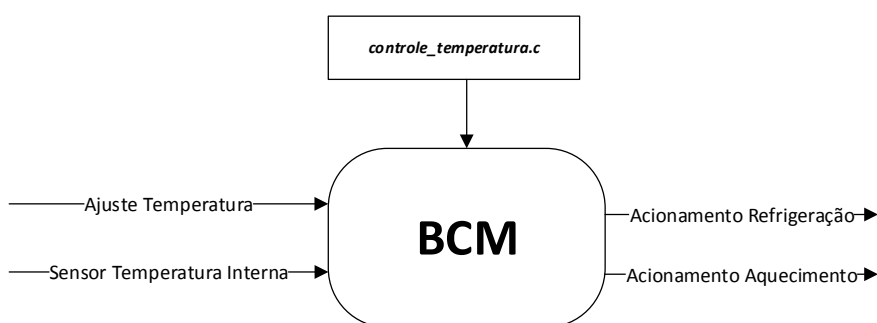 controle_temperatura.c
Ajuste Temperatura
Sensor Temperatura Interna
BCM
Acionamento Refrigeração
Acionamento Aquecimento